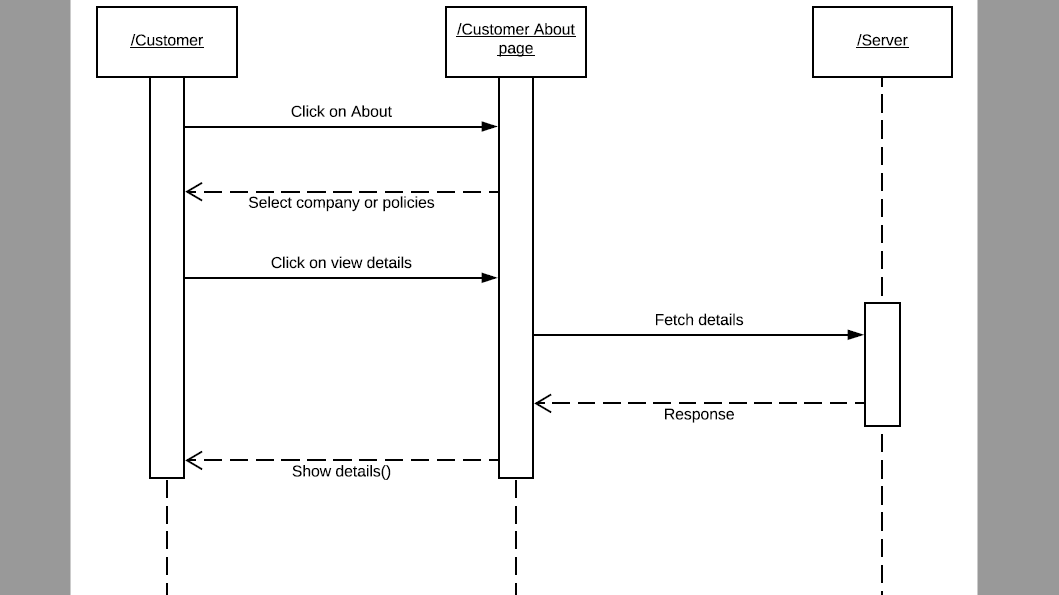 /Customer
/Customer About
page
/Server
Click on About
Select company or policies
Click on view details
Fetch details
Response
Show details()